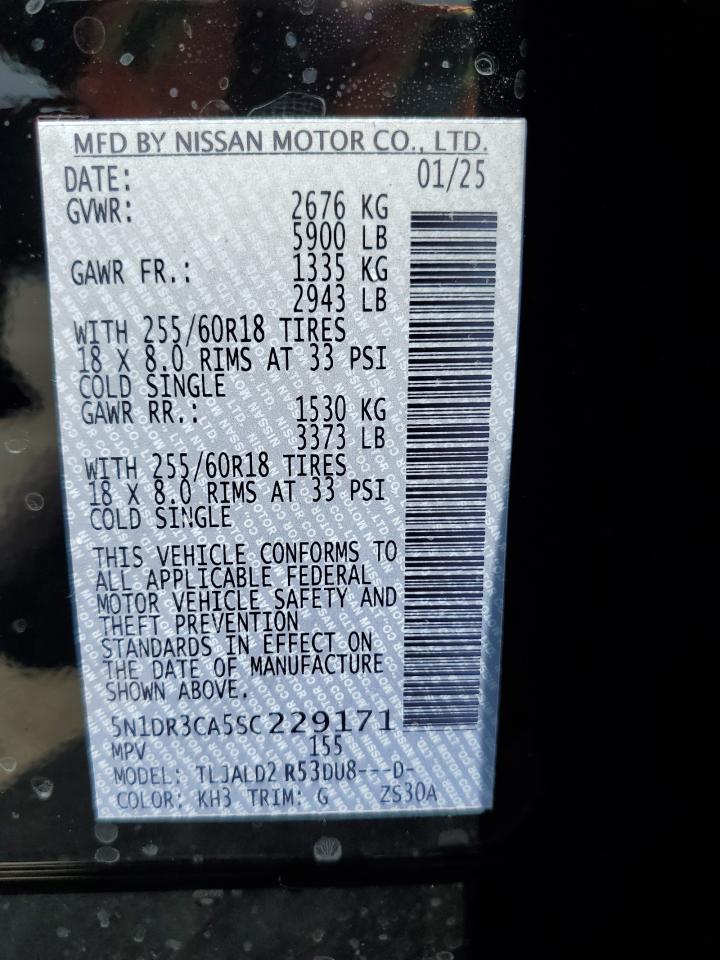 MFD BY NISSAN MOTOR CO., LTD.
DATE: 01/25
GVWR: 2676 KG
5900 LB
GAWR FR.: 1335 KG
2943 LB
WITH 255/60R18 TIRES
18 X 8.0 RIMS AT 33 PSI
COLD SINGLE
GAWR RR.: 1530 KG
3373 LB
WITH 255/60R18 TIRES
18 X 8.0 RIMS AT 33 PSI
COLD SINGLE
THIS VEHICLE CONFORMS TO
ALL APPLICABLE FEDERAL
MOTOR VEHICLE SAFETY AND
THEFT PREVENTION
STANDARDS IN EFFECT ON
THE DATE OF MANUFACTURE
SHOWN ABOVE.
5N1DR3CA5SC229171
MPV 155
MODEL: TLJALD2 R53DU8---D-
COLOR: KH3 TRIM: G ZS30A